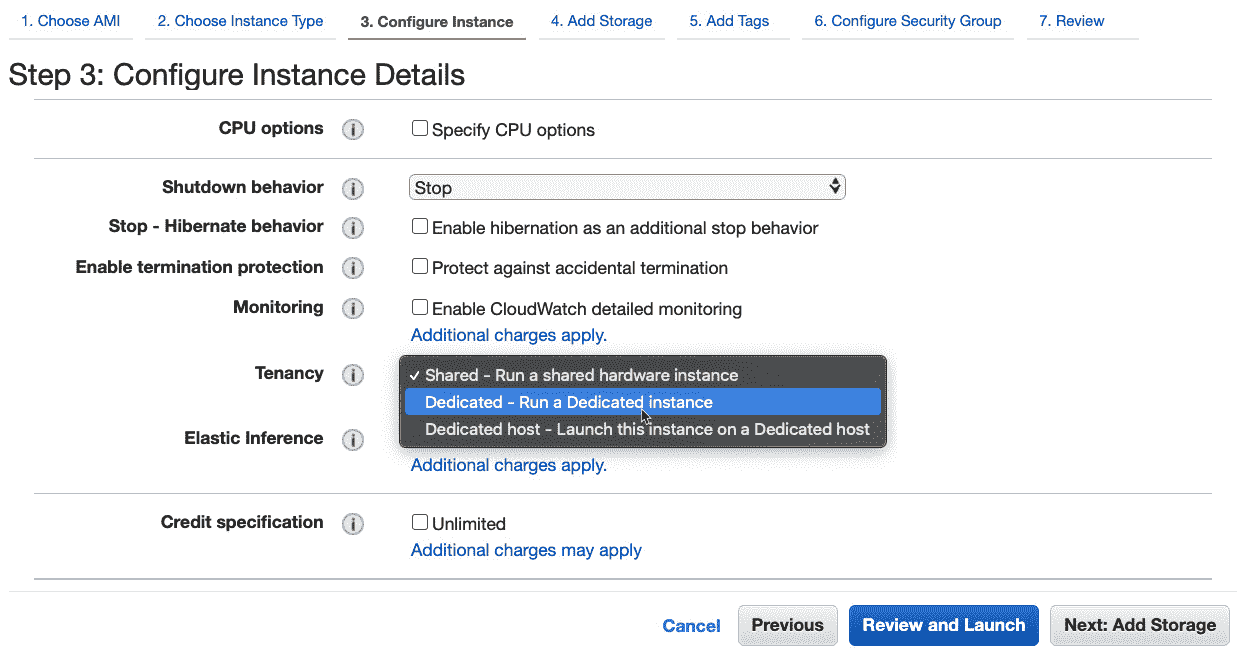 1. Choose AMI 2. Choose Instance Type 3. Configure Instance 4. Add Storage 5. Add Tags 6. Configure Security Group 7. Review
Step 3: Configure Instance Details
CPU options i Specify CPU options
Shutdown behavior i Stop
Stop - Hibernate behavior i Enable hibernation as an additional stop behavior
Enable termination protection i Protect against accidental termination
Monitoring i Enable CloudWatch detailed monitoring
Additional charges apply.
Tenancy i ✓ Shared - Run a shared hardware instance
Dedicated - Run a Dedicated instance
Dedicated host - Launch this instance on a Dedicated host
Elastic Inference i
Additional charges apply.
Credit specification i Unlimited
Additional charges may apply
Cancel Previous Review and Launch Next: Add Storage